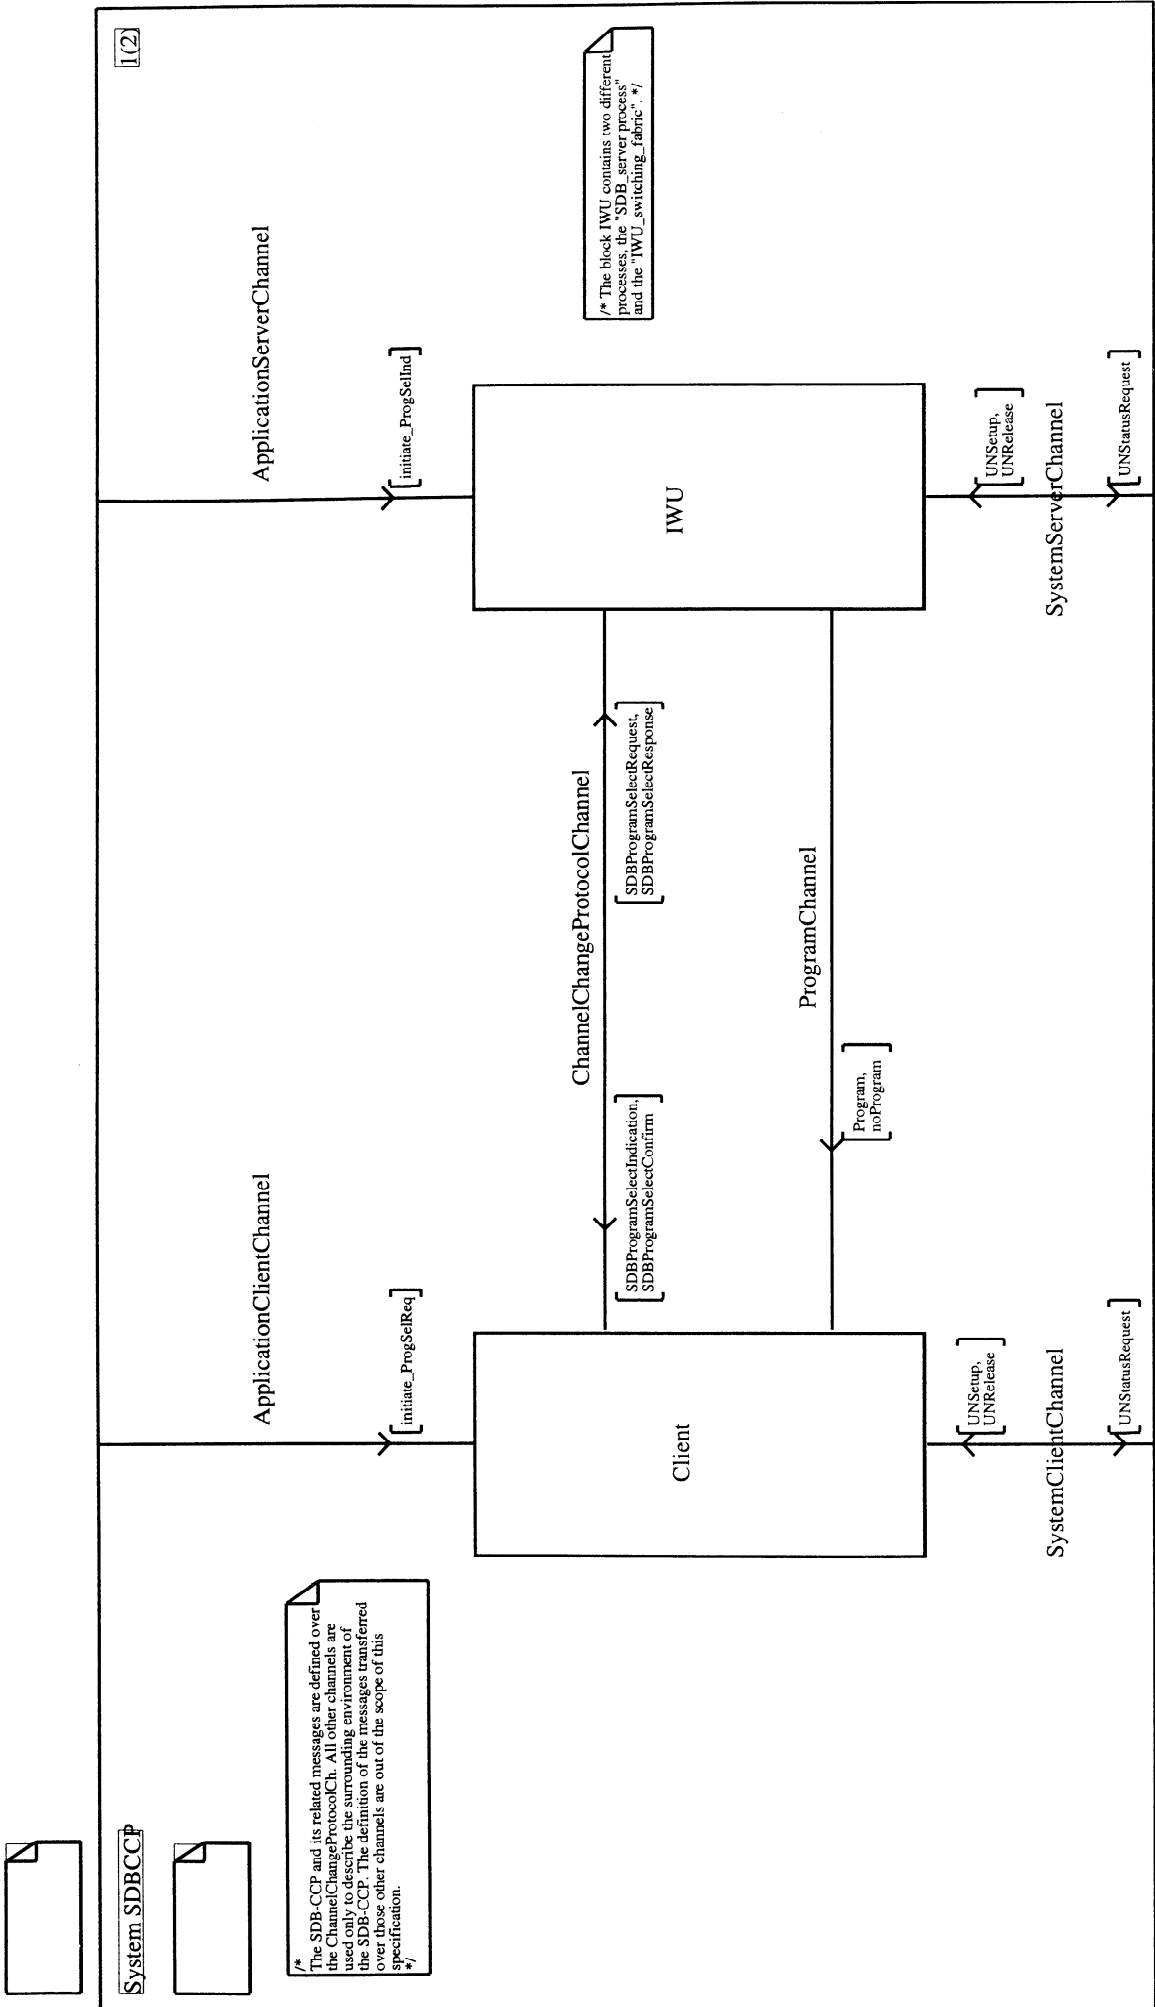 System SDBCCP
1(2)
/*
The SDB-CCP and its related messages are defined over
the ChannelChangeProtocolCh. All other channels are
used only to describe the surrounding environment of
the SDB-CCP. The definition of the messages transferred
over those other channels are out of the scope of this
specification.
*/
ApplicationClientChannel
ApplicationServerChannel
[initiate_ProgSelReq]
[initiate_ProgSelInd]
/* The block IWU contains two different
processes, the "SDB_server process"
and the "IWU_switching_fabric". */
ChannelChangeProtocolChannel
SDBProgramSelectIndication,
SDBProgramSelectConfirm
SDBProgramSelectRequest,
SDBProgramSelectResponse
Client
IWU
ProgramChannel
Program,
noProgram
UNSetup,
UNRelease
UNSetup,
UNRelease
SystemClientChannel
SystemServerChannel
[UNStatusRequest]
[UNStatusRequest]